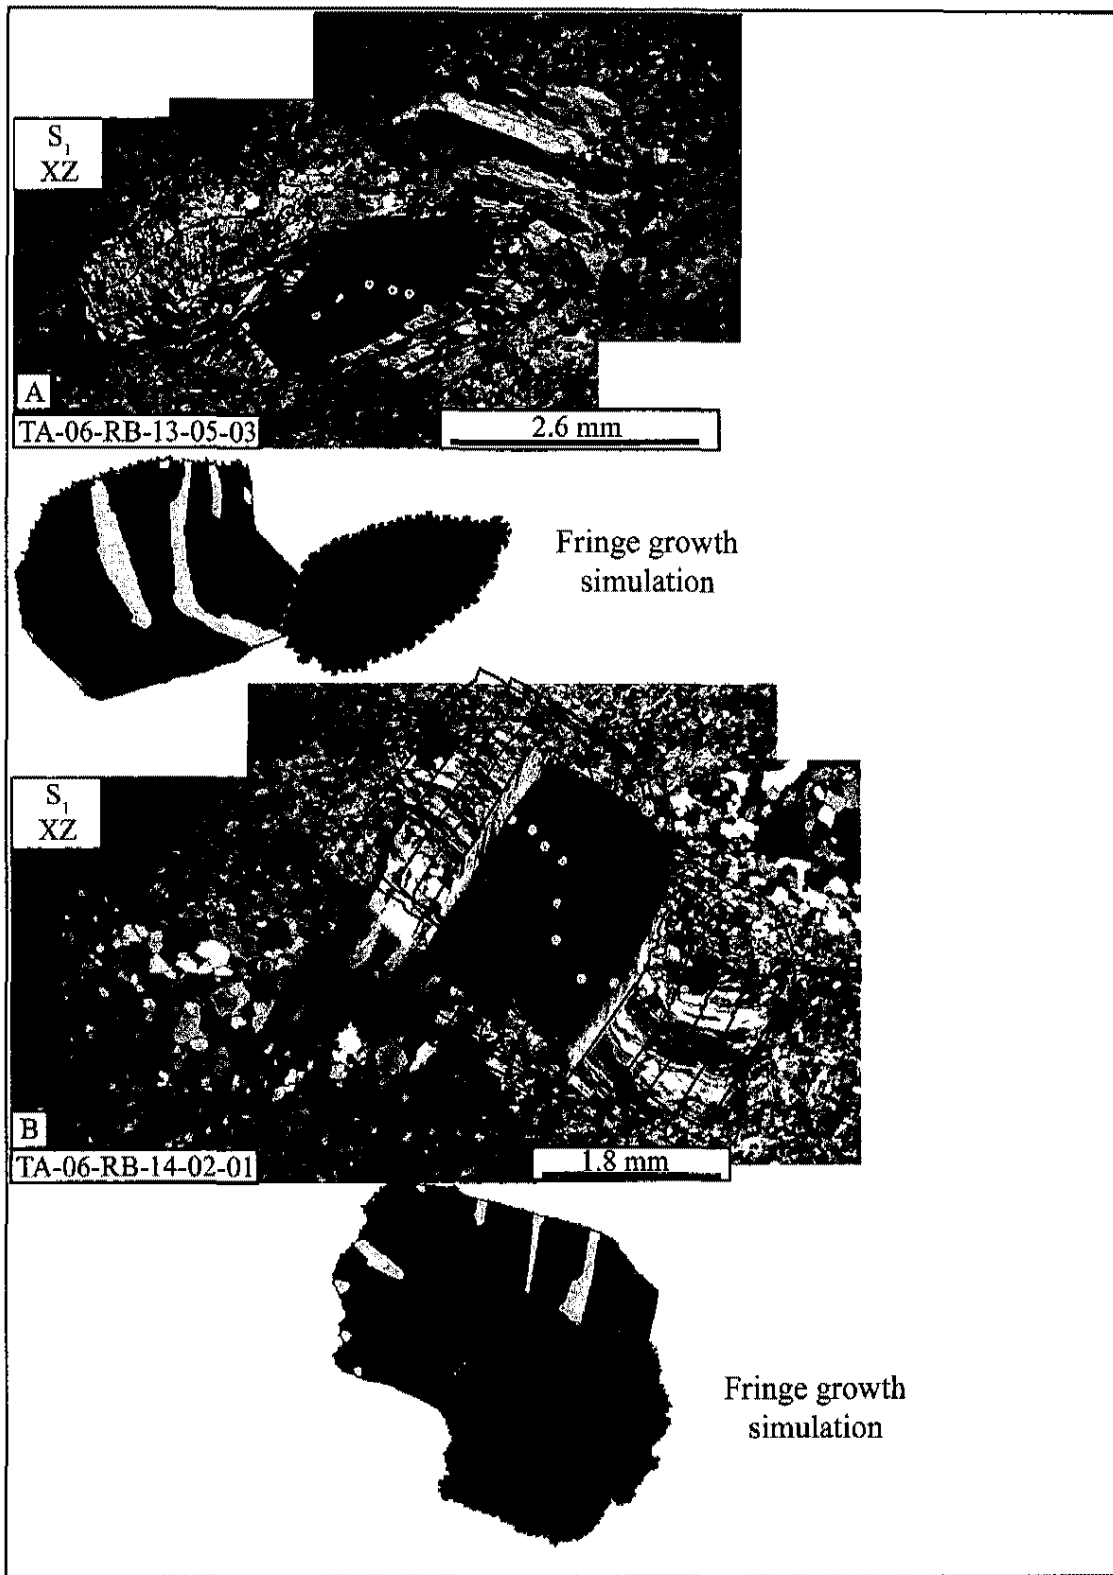 S₁
XZ
A
TA-06-RB-13-05-03
2.6 mm
Fringe growth
simulation
S₁
XZ
B
TA-06-RB-14-02-01
1.8 mm
Fringe growth
simulation